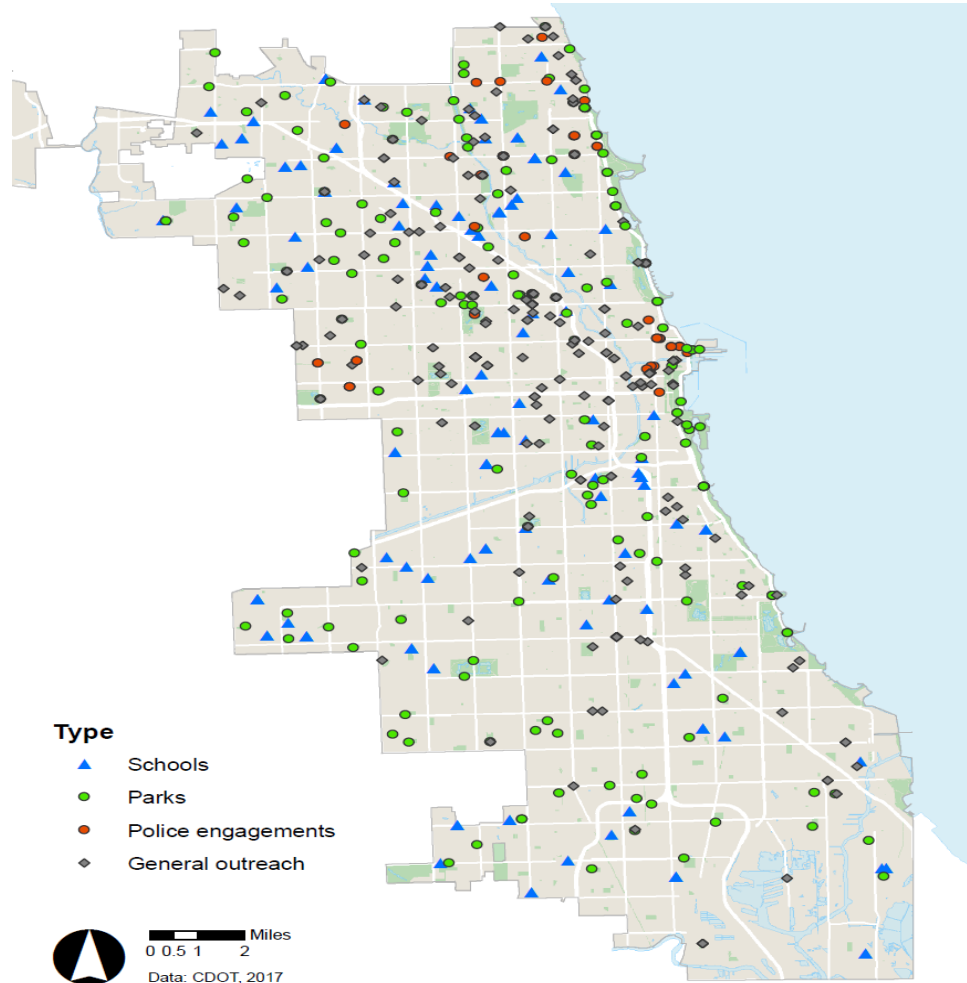 Type
Schools
Parks
Police engagements
General outreach
Miles
0 0.5 1 2
Data: CDOT, 2017